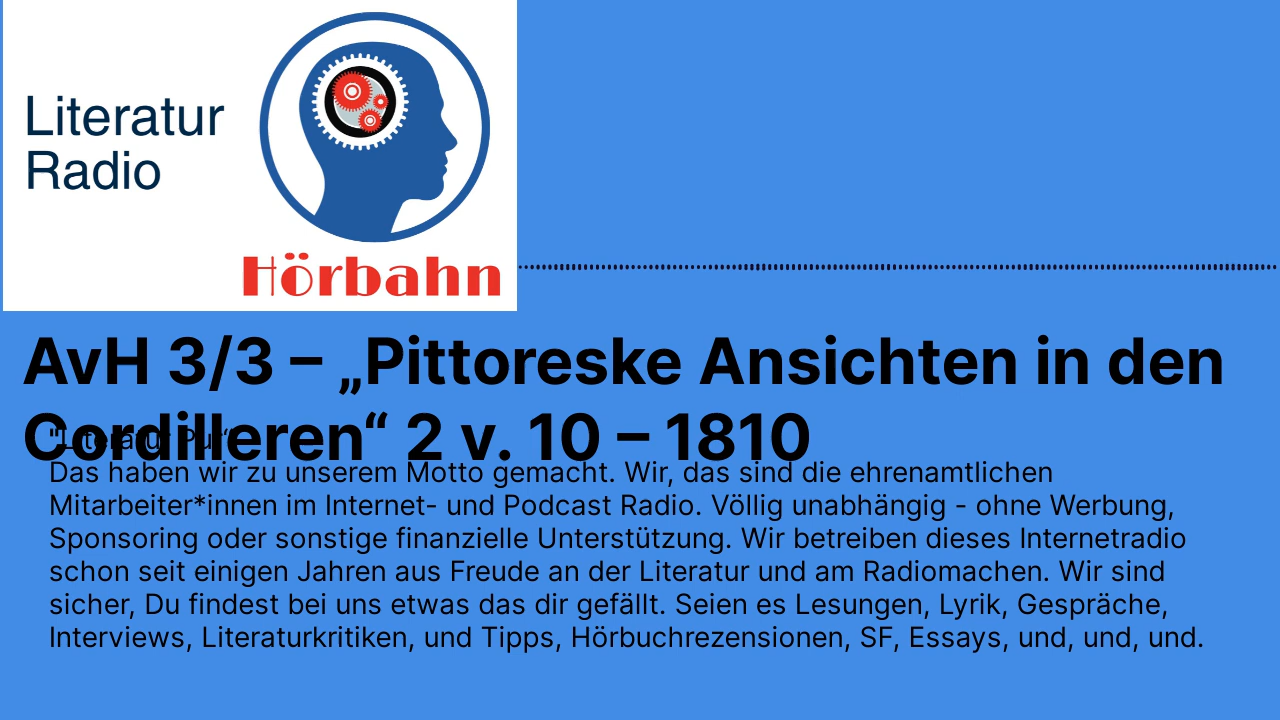 Literatur
Radio
Hörbahn
AvH 3/3 – „Pittoreske Ansichten in den
Cordilleren“ 2 v. 10 – 1810
"Literatur Pur"
Das haben wir zu unserem Motto gemacht. Wir, das sind die ehrenamtlichen
Mitarbeiter*innen im Internet- und Podcast Radio. Völlig unabhängig - ohne Werbung,
Sponsoring oder sonstige finanzielle Unterstützung. Wir betreiben dieses Internetradio
schon seit einigen Jahren aus Freude an der Literatur und am Radiomachen. Wir sind
sicher, Du findest bei uns etwas das dir gefällt. Seien es Lesungen, Lyrik, Gespräche,
Interviews, Literaturkritiken, und Tipps, Hörbuchrezensionen, SF, Essays, und, und, und.